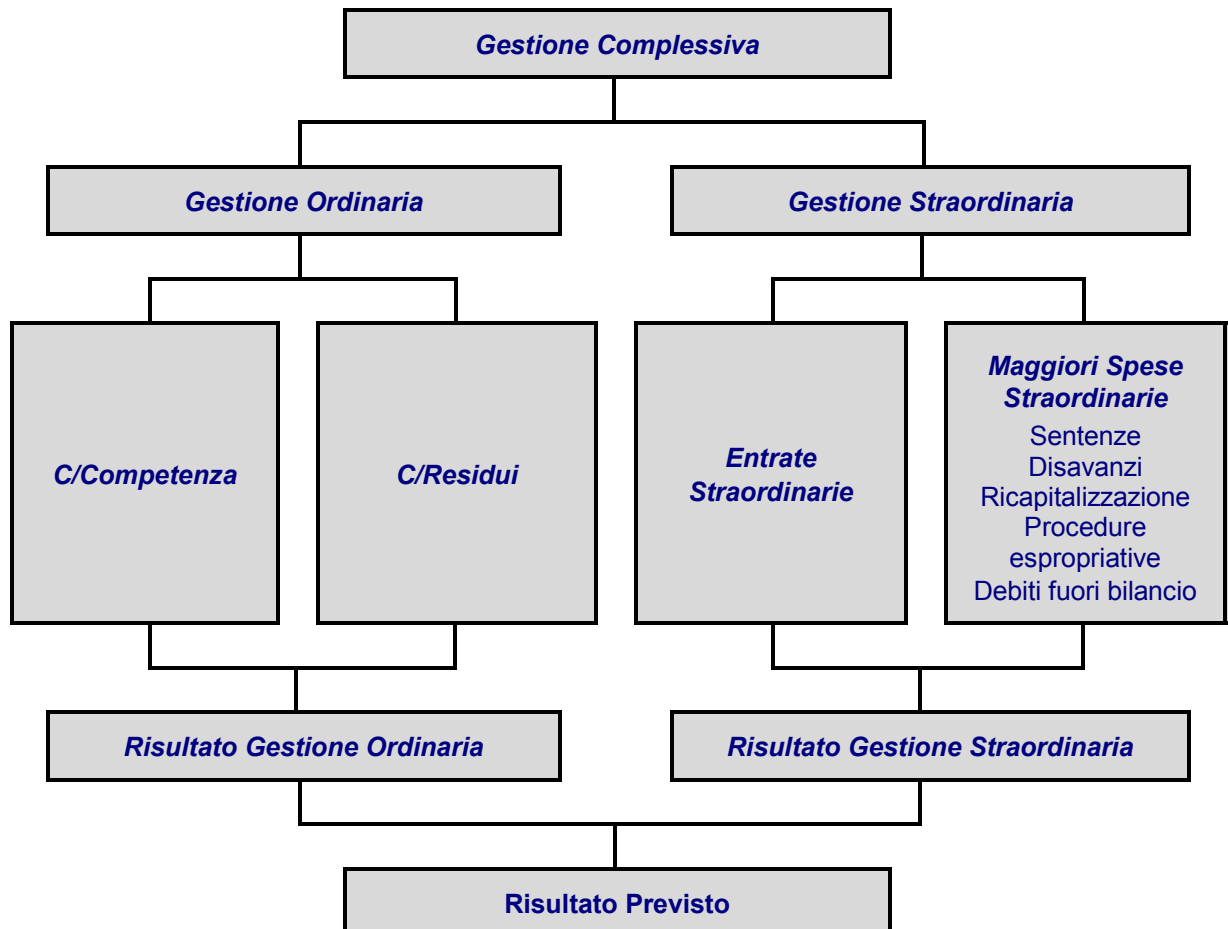 Gestione Complessiva
Gestione Ordinaria
Gestione Straordinaria
C/Competenza
C/Residui
Entrate
Straordinarie
Maggiori Spese
Straordinarie
Sentenze
Disavanzi
Ricapitalizzazione
Procedure
espropriative
Debiti fuori bilancio
Risultato Gestione Ordinaria
Risultato Gestione Straordinaria
Risultato Previsto